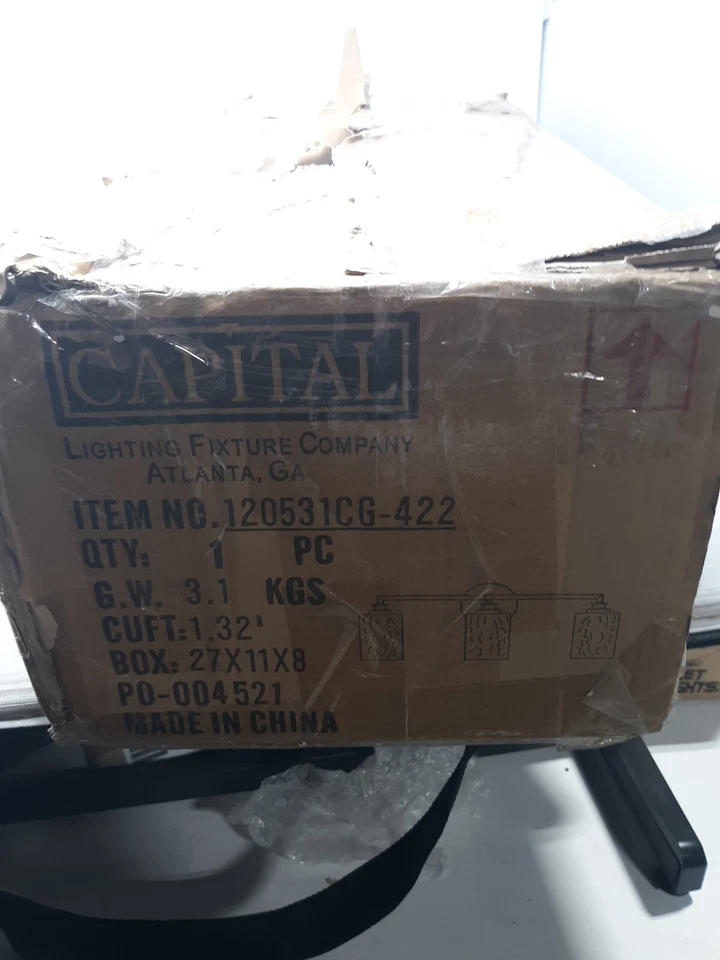 CAPITAL
LIGHTING FIXTURE COMPANY
ATLANTA, GA
ITEM NO. 120531CG-422
QTY: 1 PC
G.W. 3.1 KGS
CUFT:1.32'
BOX: 27X11X8
PO-004521
MADE IN CHINA